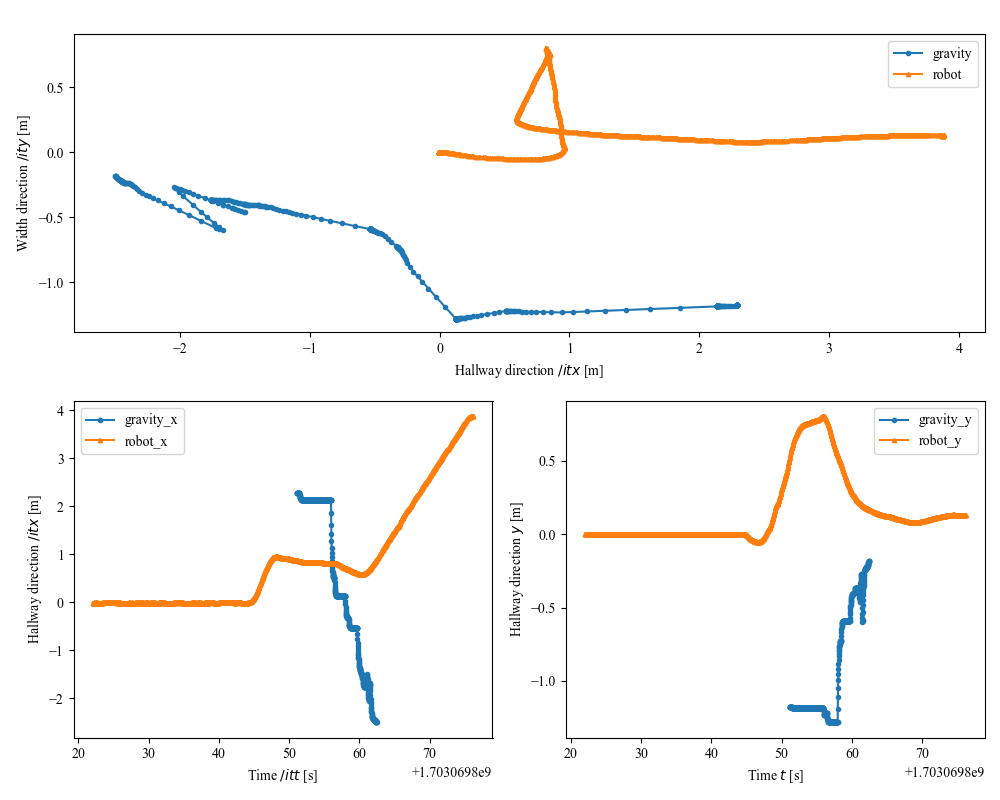 gravity
robot
0.5
0.0
−0.5
−1.0
Width direction /ity [m]
−2
−1
0
1
2
3
4
Hallway direction /itx [m]
gravity_x
robot_x
4
3
2
1
0
−1
−2
Hallway direction /itx [m]
20
30
40
50
60
70
Time /itt [s]
+1.7030698e9
gravity_y
robot_y
0.5
0.0
−0.5
−1.0
Hallway direction y [m]
20
30
40
50
60
70
Time t [s]
+1.7030698e9